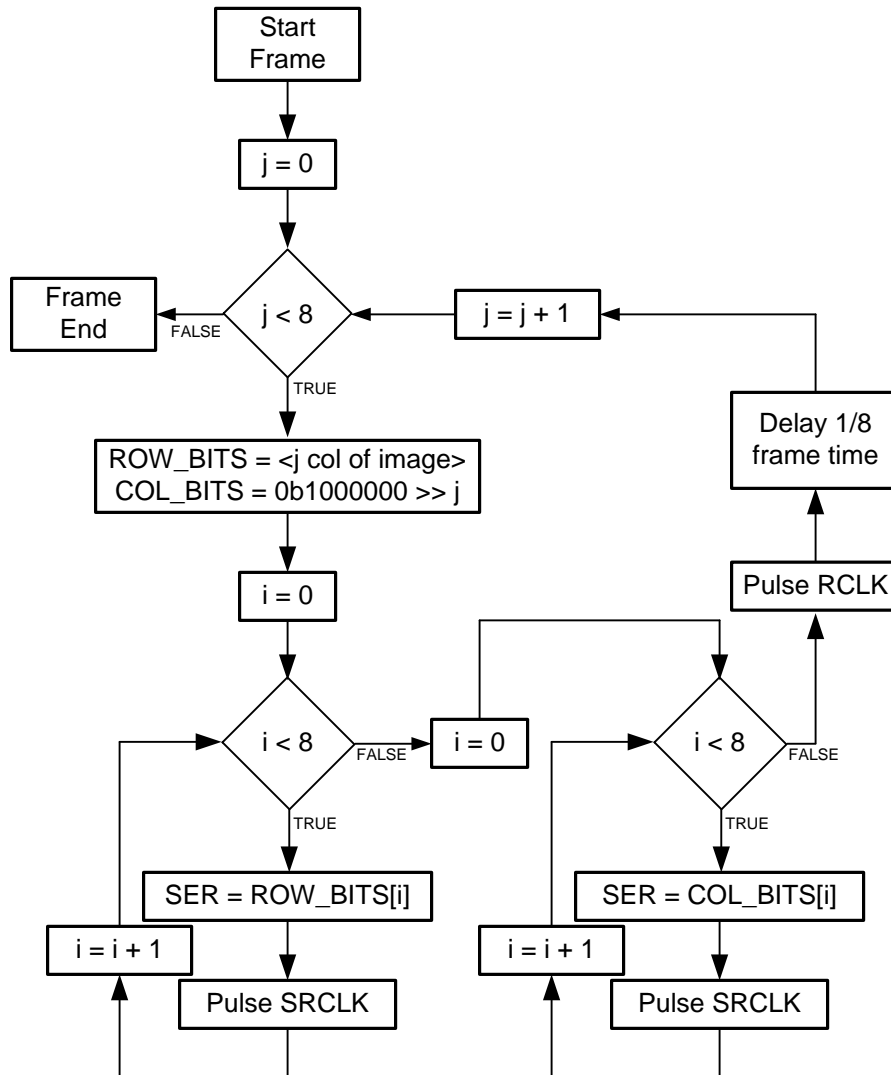 Start
Frame
j = 0
j < 8
FALSE
TRUE
Frame
End
j = j + 1
Delay 1/8
frame time
ROW_BITS = <j col of image>
COL_BITS = 0b1000000 >> j
i = 0
Pulse RCLK
i < 8
FALSE
TRUE
i = 0
i < 8
FALSE
TRUE
SER = ROW_BITS[i]
SER = COL_BITS[i]
i = i + 1
i = i + 1
Pulse SRCLK
Pulse SRCLK